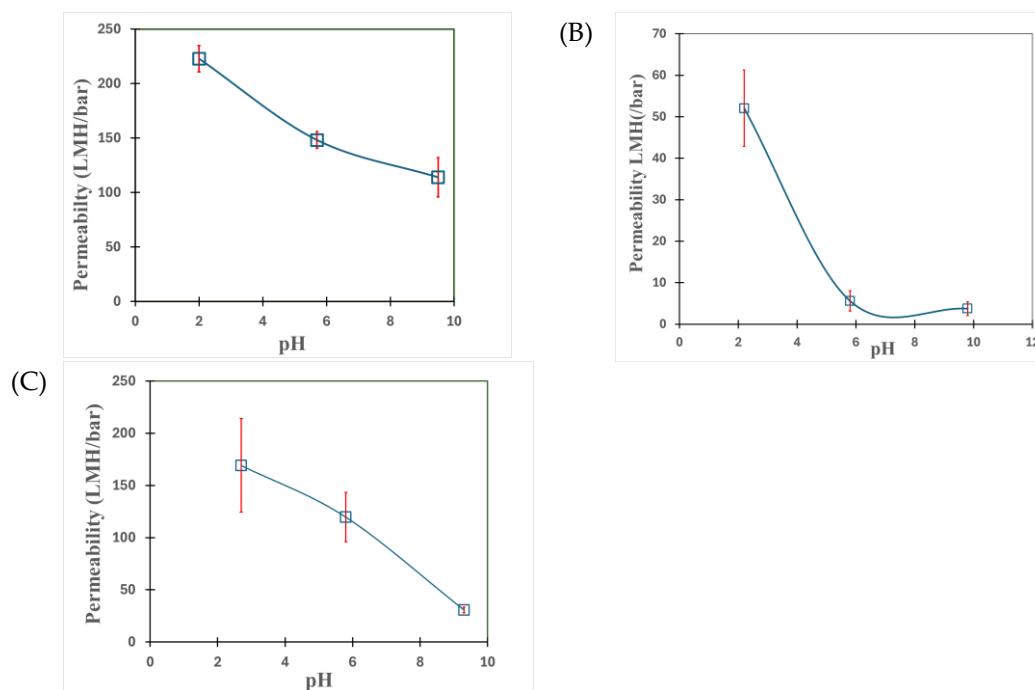 250
200
150
100
50
0
Permeabilty (LMH/bar)
0 2 4 6 8 10
pH
(B)
70
60
50
40
30
20
10
0
Permeability LMH(/bar)
0 2 4 6 8 10 12
pH
(C)
250
200
150
100
50
0
Permeability (LMH/bar)
0 2 4 6 8 10
pH